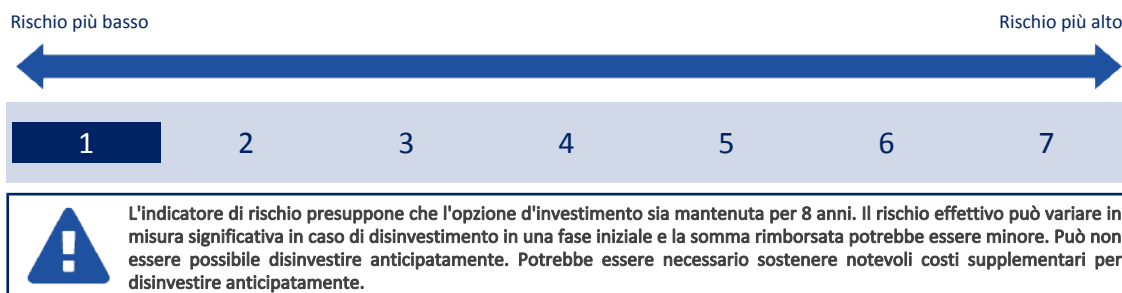 Rischio più basso Rischio più alto
1 2 3 4 5 6 7
L'indicatore di rischio presuppone che l'opzione d'investimento sia mantenuta per 8 anni. Il rischio effettivo può variare in
misura significativa in caso di disinvestimento in una fase iniziale e la somma rimborsata potrebbe essere minore. Può non
essere possibile disinvestire anticipatamente. Potrebbe essere necessario sostenere notevoli costi supplementari per
disinvestire anticipatamente.